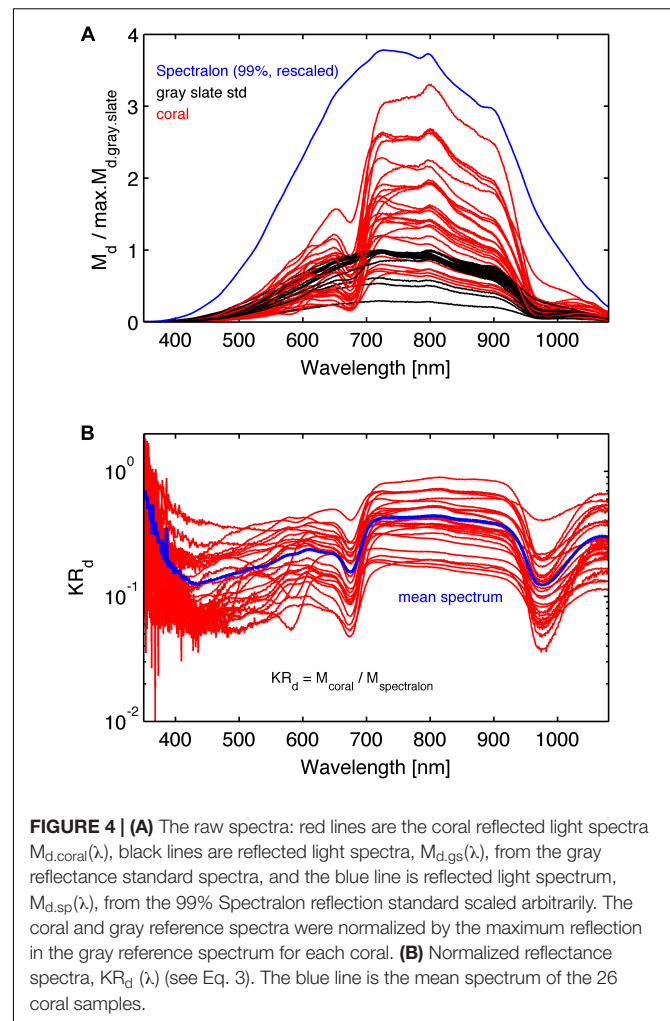 A
4
3
2
1
0
M_d / max.M_d.gray.slate
Spectralon (99%, rescaled)
gray slate std
coral
400 500 600 700 800 900 1000
Wavelength [nm]
B
10^0
10^-1
10^-2
KR_d
mean spectrum
KR_d = M_coral / M_spectralon
400 500 600 700 800 900 1000
Wavelength [nm]
FIGURE 4 | (A) The raw spectra: red lines are the coral reflected light spectra
M_d.coral(λ), black lines are reflected light spectra, M_d.gs(λ), from the gray
reflectance standard spectra, and the blue line is reflected light spectrum,
M_d.sp(λ), from the 99% Spectralon reflection standard scaled arbitrarily. The
coral and gray reference spectra were normalized by the maximum reflection
in the gray reference spectrum for each coral. (B) Normalized reflectance
spectra, KR_d (λ) (see Eq. 3). The blue line is the mean spectrum of the 26
coral samples.